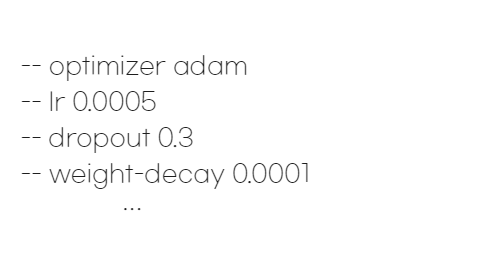 -- optimizer adam
-- lr 0.0005
-- dropout 0.3
-- weight-decay 0.0001
...